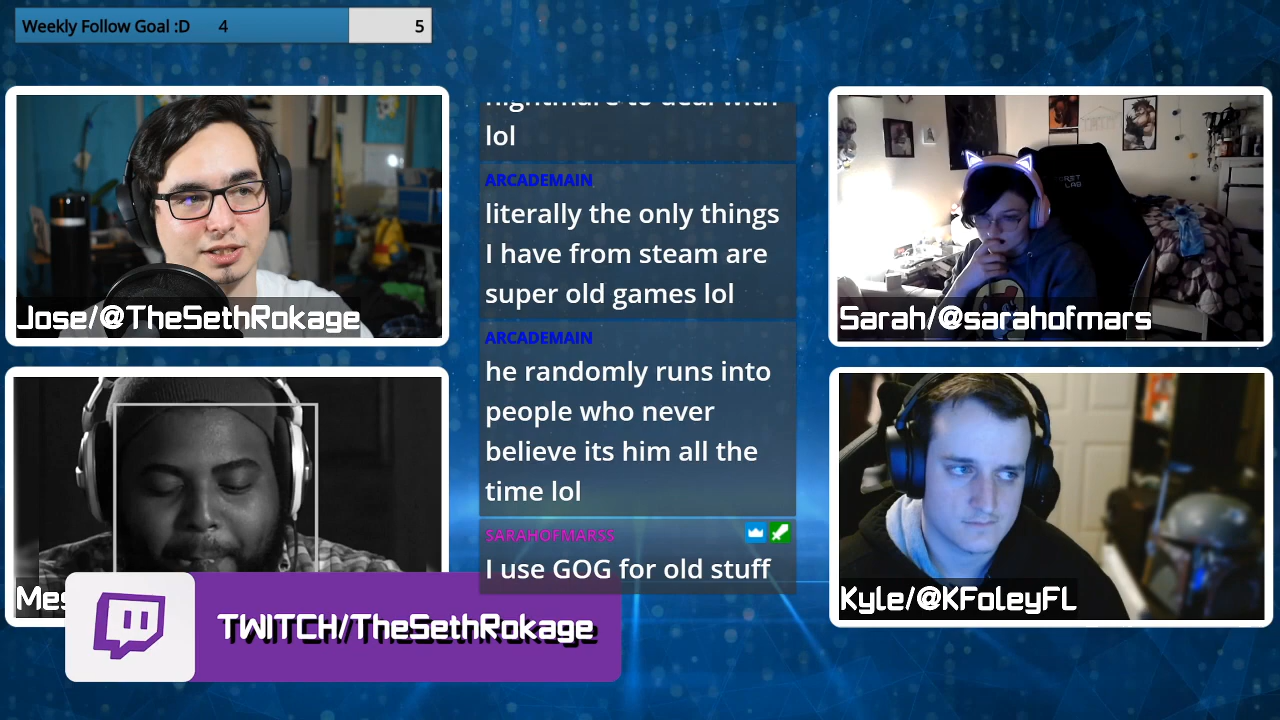 Weekly Follow Goal :D 4 5
Jose/@TheSethRokage
lol
ARCADEMAIN
literally the only things
I have from steam are
super old games lol
ARCADEMAIN
he randomly runs into
people who never
believe its him all the
time lol
SARAHOFMARSS
I use GOG for old stuff
Sarah/@sarahofmars
Kyle/@KFoleyFL
TWITCH/TheSethRokage